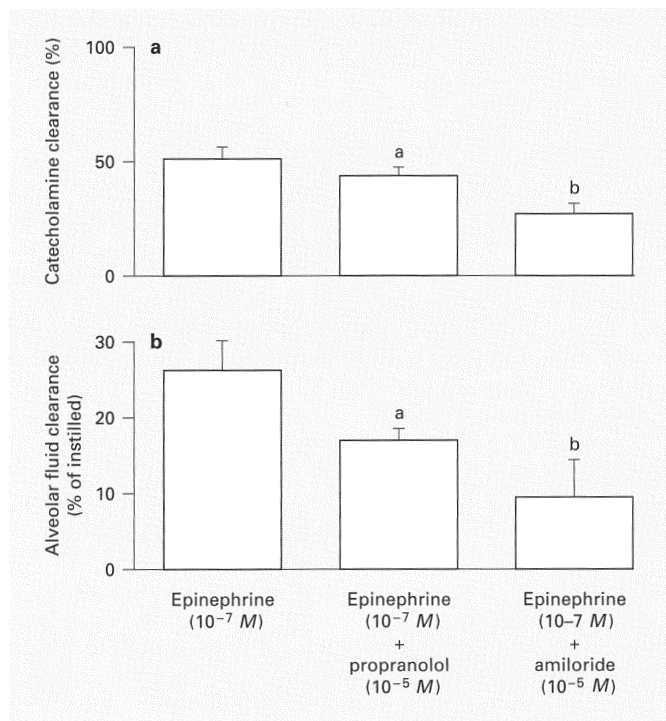 a
Catecholamine clearance (%)
100
50
0
a
b
b
Alveolar fluid clearance
(% of instilled)
30
20
10
0
a
b
Epinephrine
(10⁻⁷ M)
Epinephrine
(10⁻⁷ M)
+
propranolol
(10⁻⁵ M)
Epinephrine
(10–7 M)
+
amiloride
(10⁻⁵ M)